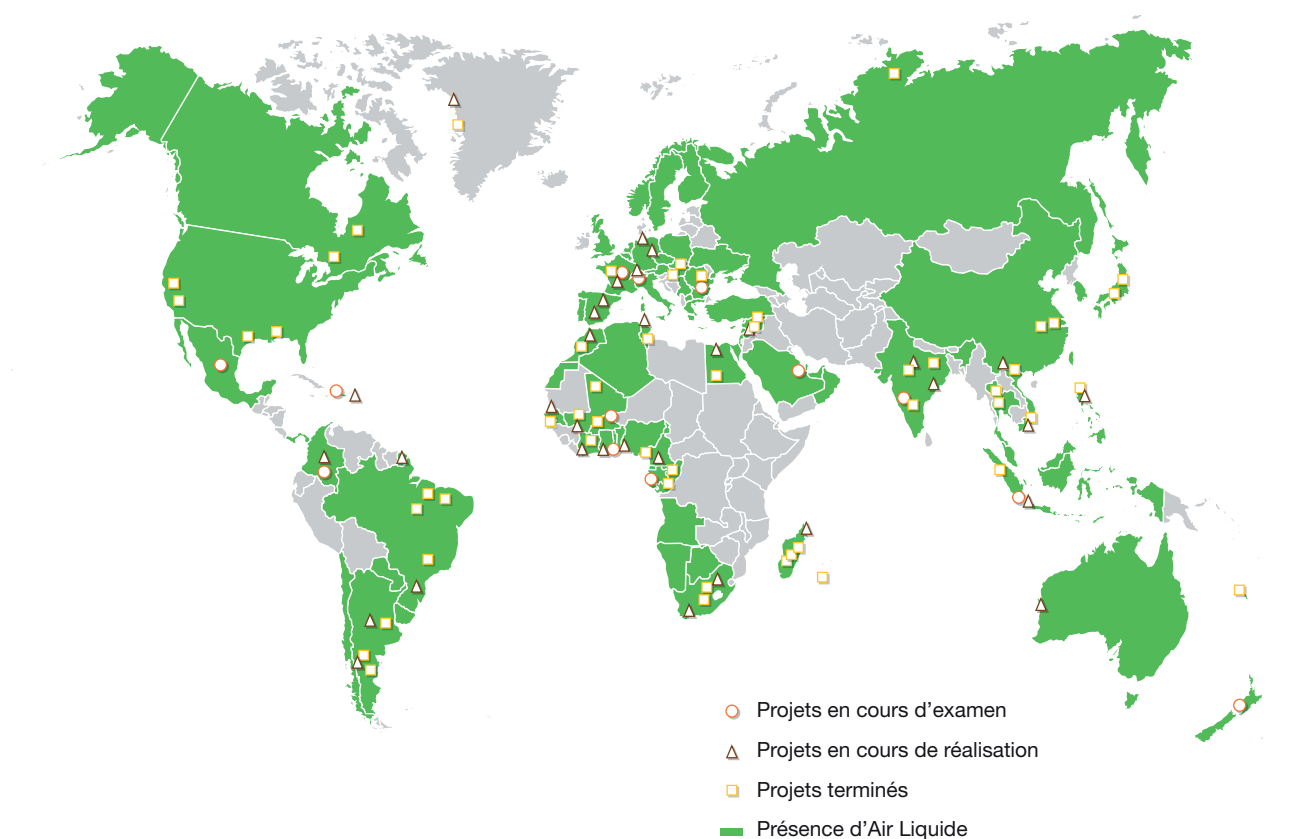 Projets en cours d’examen
Projets en cours de réalisation
Projets terminés
Présence d’Air Liquide